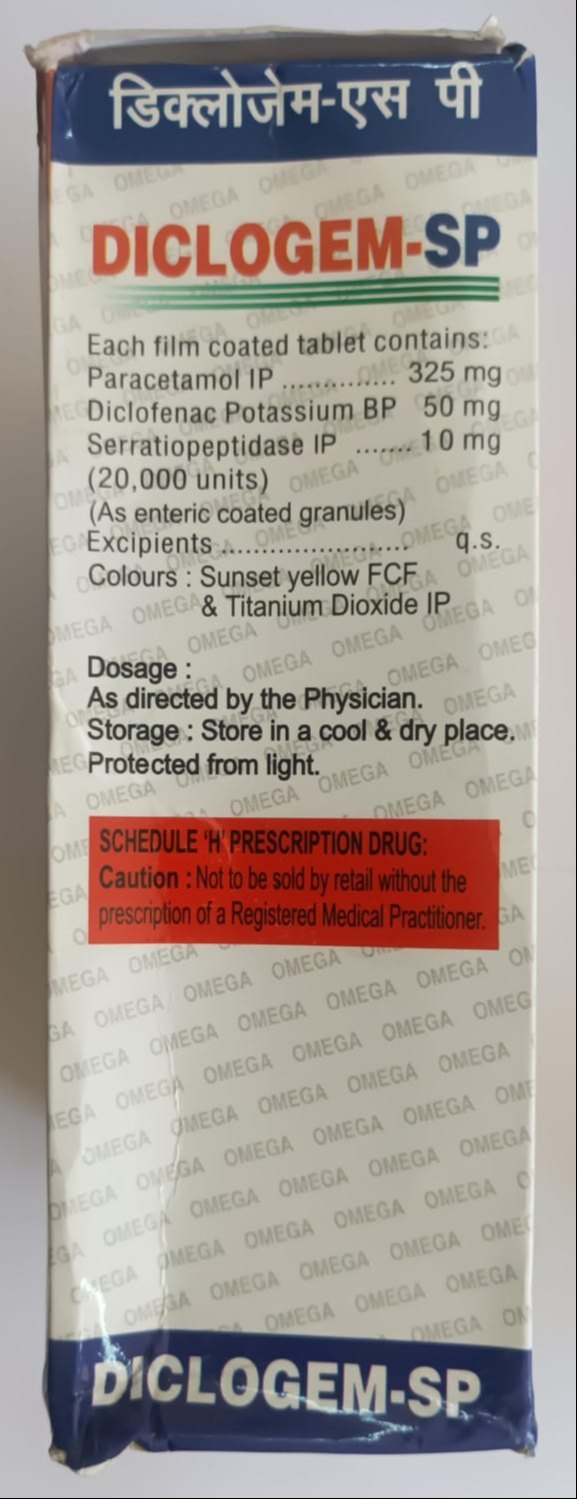 डिक्लोजेम-एस पी
DICLOGEM-SP
Each film coated tablet contains:
Paracetamol IP .............. 325 mg
Diclofenac Potassium BP 50 mg
Serratiopeptidase IP ....... 10 mg
(20,000 units)
(As enteric coated granules)
Excipients ........................ q.s.
Colours : Sunset yellow FCF
& Titanium Dioxide IP
Dosage :
As directed by the Physician.
Storage : Store in a cool & dry place.
Protected from light.
SCHEDULE 'H' PRESCRIPTION DRUG:
Caution : Not to be sold by retail without the
prescription of a Registered Medical Practitioner.
OMEGA
DICLOGEM-SP